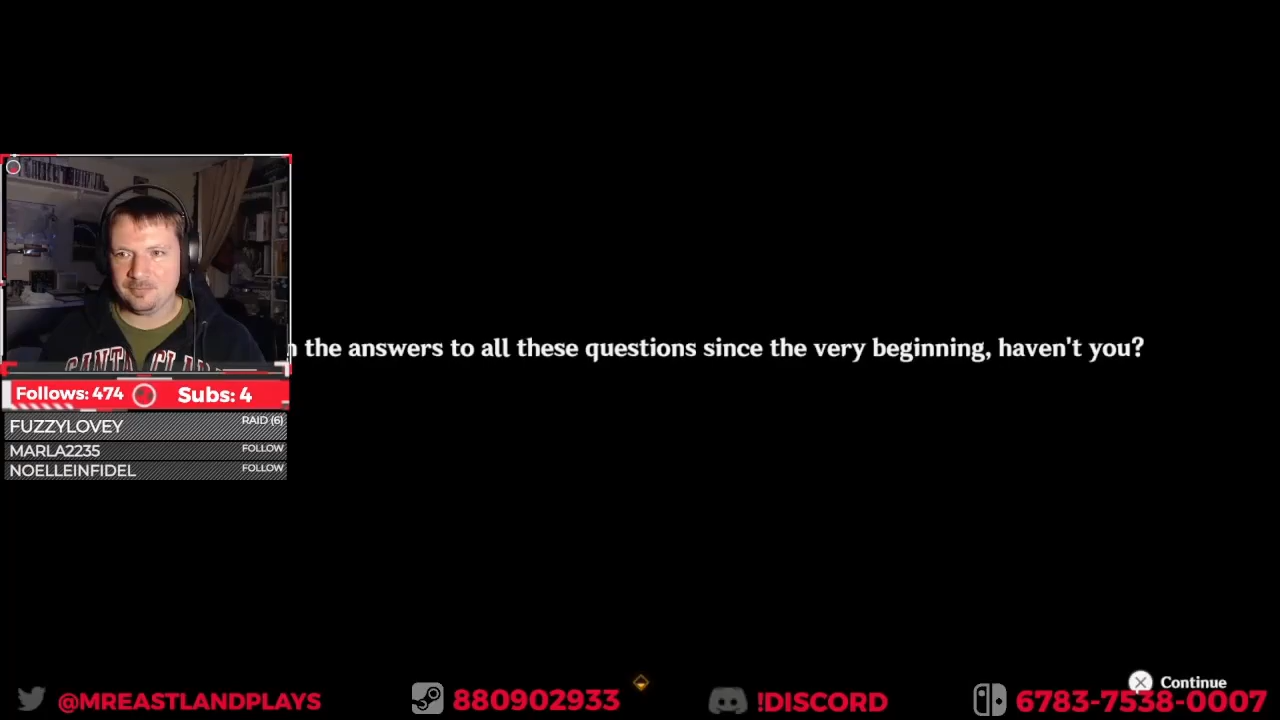 the answers to all these questions since the very beginning, haven't you?
Follows: 474 Subs: 4
FUZZYLOVEY RAID (6)
MARLA2235 FOLLOW
NOELLEINFIDEL FOLLOW
Continue
@MREASTLANDPLAYS 880902933 !DISCORD 6783-7538-0007